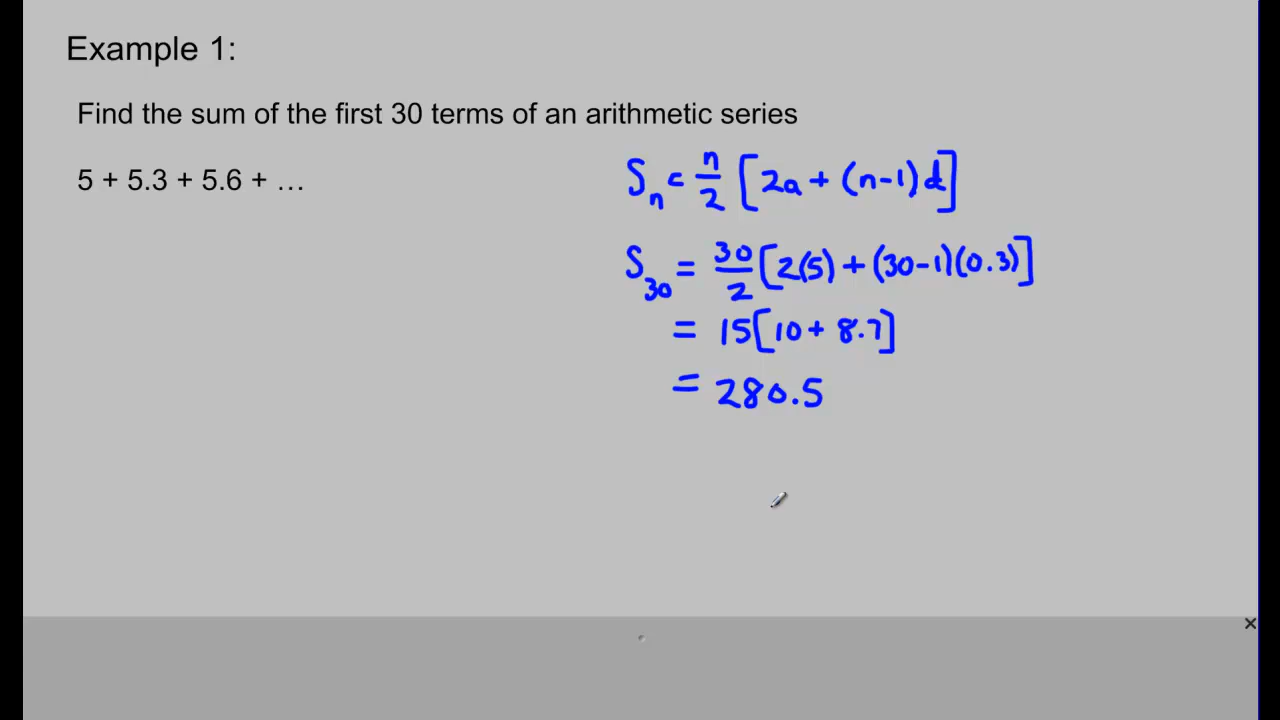 Example 1:
Find the sum of the first 30 terms of an arithmetic series
5 + 5.3 + 5.6 + …
Sₙ = n/2 [2a + (n-1)d]
S₃₀ = 30/2 [2(5) + (30-1)(0.3)]
= 15[10 + 8.7]
= 280.5